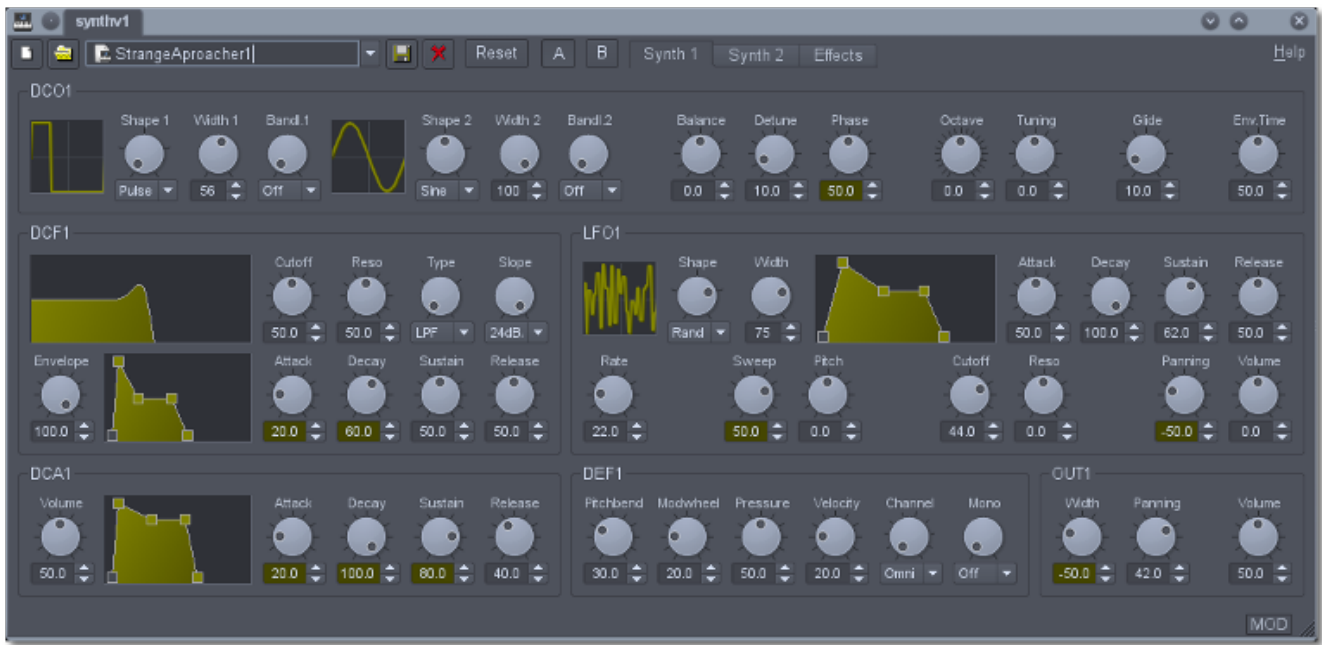 synthv1
StrangeAproacher1 Reset A B Synth 1 Synth 2 Effects Help
DCO1
Shape 1 Width 1 Bandl.1 Shape 2 Width 2 Bandl.2 Balance Detune Phase Octave Tuning Glide Env.Time
Pulse 56 Off Sine 100 Off 0.0 10.0 50.0 0.0 0.0 10.0 50.0
DCF1
Cutoff Reso Type Slope
50.0 50.0 LPF 24dB.
Envelope Attack Decay Sustain Release
100.0 20.0 60.0 50.0 50.0
LFO1
Shape Width Attack Decay Sustain Release
Rand 75 50.0 100.0 62.0 50.0
Rate Sweep Pitch Cutoff Reso Panning Volume
22.0 50.0 0.0 44.0 0.0 -50.0 0.0
DCA1
Volume Attack Decay Sustain Release
50.0 20.0 100.0 80.0 40.0
DEF1
Pitchbend Modwheel Pressure Velocity Channel Mono
30.0 20.0 50.0 20.0 Omni Off
OUT1
Width Panning Volume
-50.0 42.0 50.0
MOD